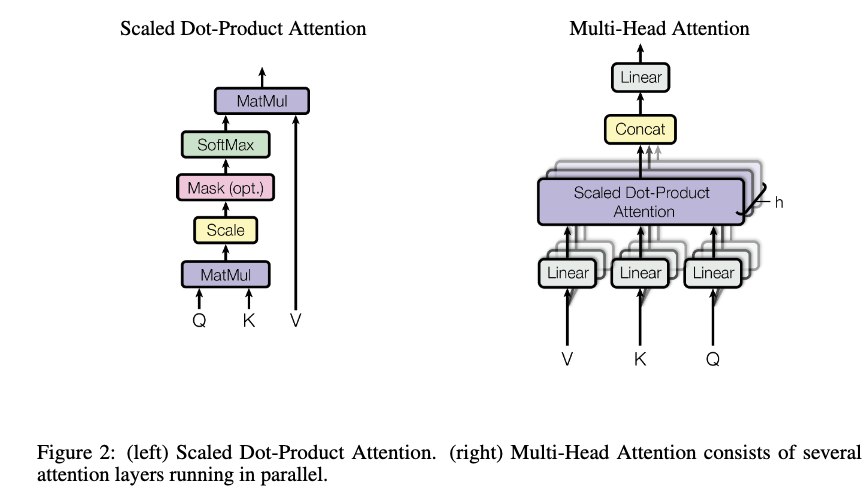 Scaled Dot-Product Attention
MatMul
SoftMax
Mask (opt.)
Scale
MatMul
Q K V
Multi-Head Attention
Linear
Concat
Scaled Dot-Product
Attention
h
Linear Linear Linear
V K Q
Figure 2: (left) Scaled Dot-Product Attention. (right) Multi-Head Attention consists of several
attention layers running in parallel.